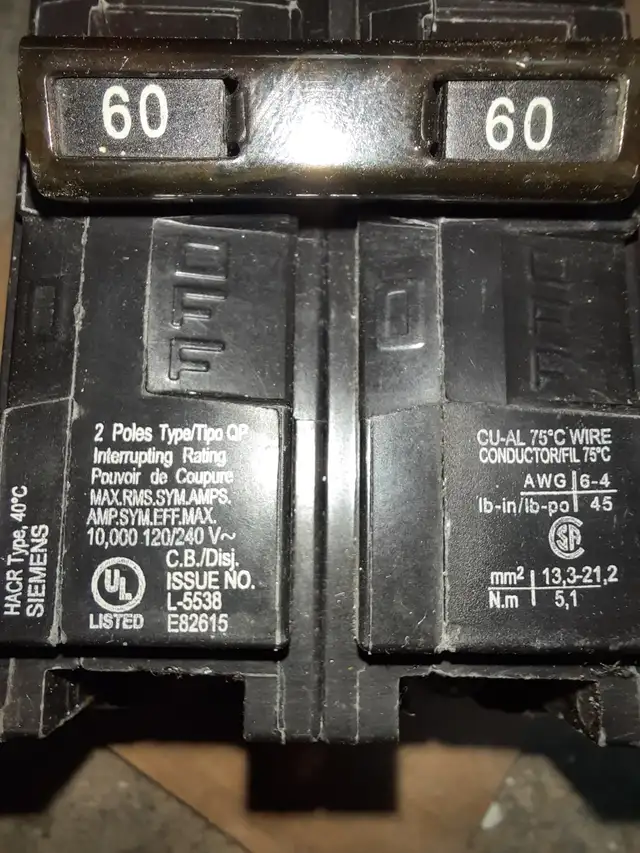 60 60
OFF OFF
2 Poles Type/Tipo QP
Interrupting Rating
Pouvoir de Coupure
MAX.RMS.SYM.AMPS.
AMP.SYM.EFF.MAX.
10,000 120/240 V~
UL
LISTED
C.B./Disj.
ISSUE NO.
L-5538
E82615
HACR Type, 40°C
SIEMENS
CU-AL 75°C WIRE
CONDUCTOR/FIL 75°C
AWG 6-4
lb-in/lb-po 45
SA
mm² 13,3-21,2
N.m 5,1